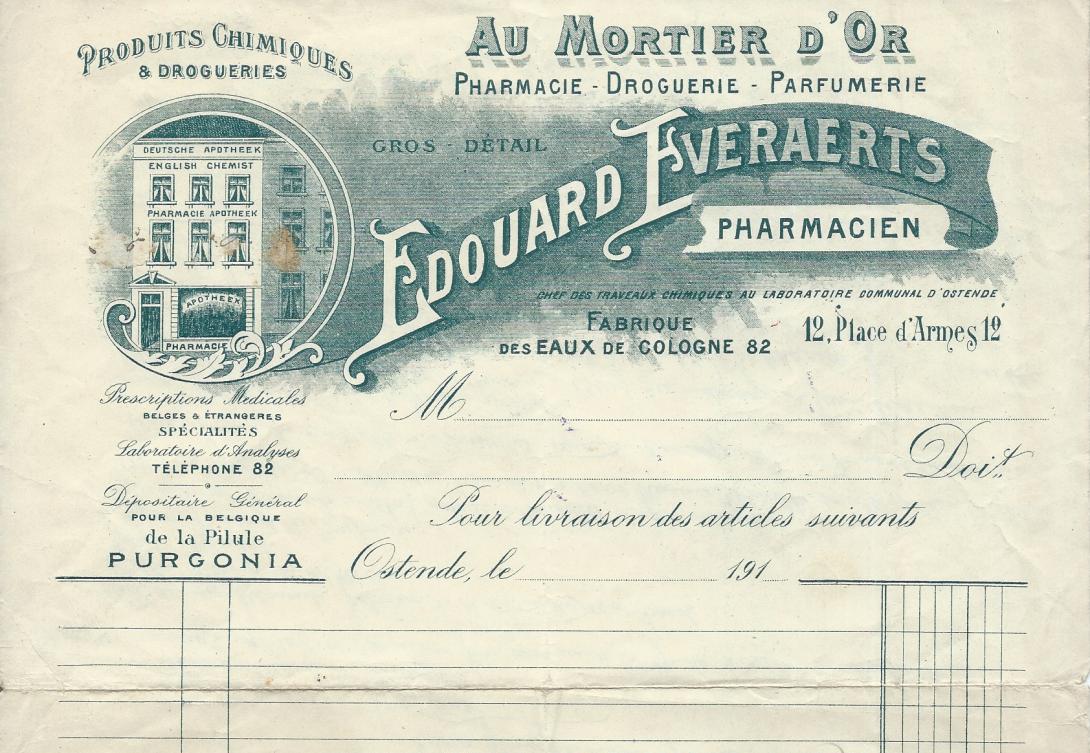 PRODUITS CHIMIQUES
& DROGUERIES
AU MORTIER D'OR
PHARMACIE - DROGUERIE - PARFUMERIE
GROS - DÉTAIL
EDOUARD EVERAERTS
PHARMACIEN
DEUTSCHE APOTHEEK
ENGLISH CHEMIST
PHARMACIE APOTHEEK
APOTHEEK
PHARMACIE
CHEF DES TRAVEAUX CHIMIQUES AU LABORATOIRE COMMUNAL D'OSTENDE
FABRIQUE
DES EAUX DE COLOGNE 82
12, Place d'Armes 12
Prescriptions Medicales
BELGES & ÉTRANGERES
SPÉCIALITÉS
Laboratoire d'Analyses
TÉLÉPHONE 82
Dépositaire Général
POUR LA BELGIQUE
de la Pilule
PURGONIA
M
Doit
Pour livraison des articles suivants
Ostende, le 191